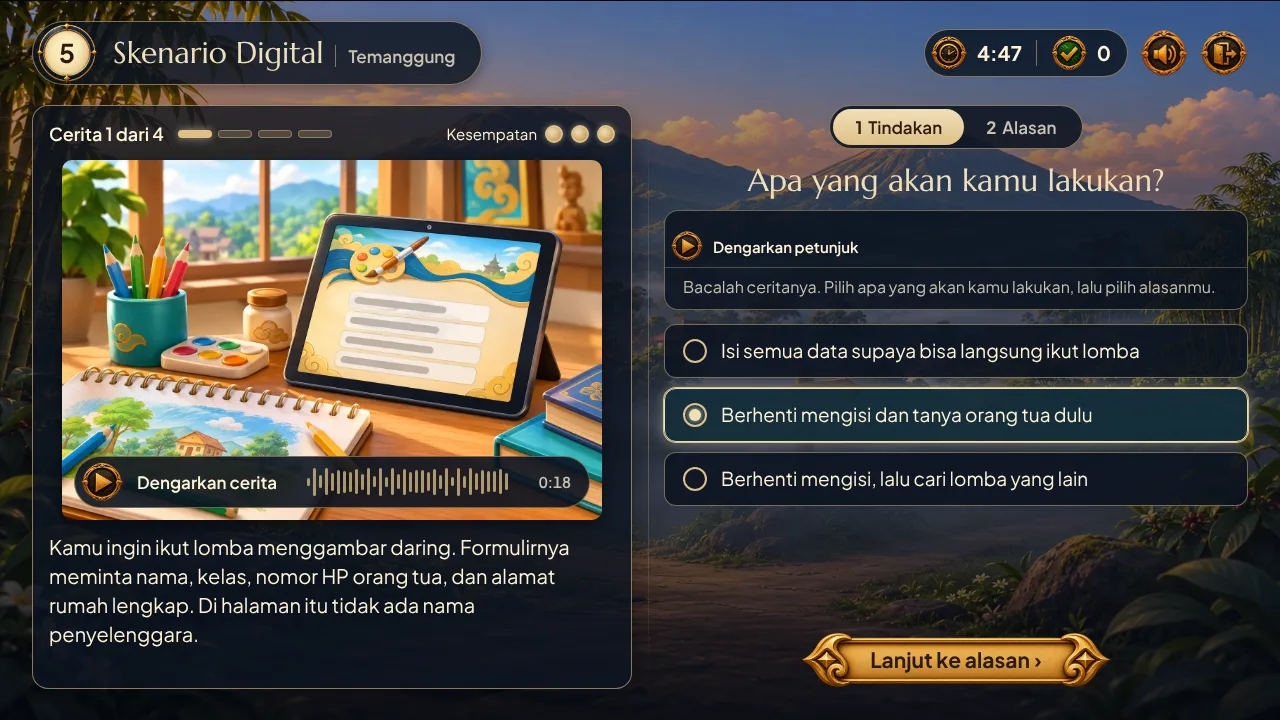 5
Skenario Digital
Temanggung
4:47
0
Cerita 1 dari 4
Kesempatan
Dengarkan cerita
0:18
Kamu ingin ikut lomba menggambar daring. Formulirnya
meminta nama, kelas, nomor HP orang tua, dan alamat
rumah lengkap. Di halaman itu tidak ada nama
penyelenggara.
1 Tindakan
2 Alasan
Apa yang akan kamu lakukan?
Dengarkan petunjuk
Bacalah ceritanya. Pilih apa yang akan kamu lakukan, lalu pilih alasanmu.
Isi semua data supaya bisa langsung ikut lomba
Berhenti mengisi dan tanya orang tua dulu
Berhenti mengisi, lalu cari lomba yang lain
Lanjut ke alasan ›